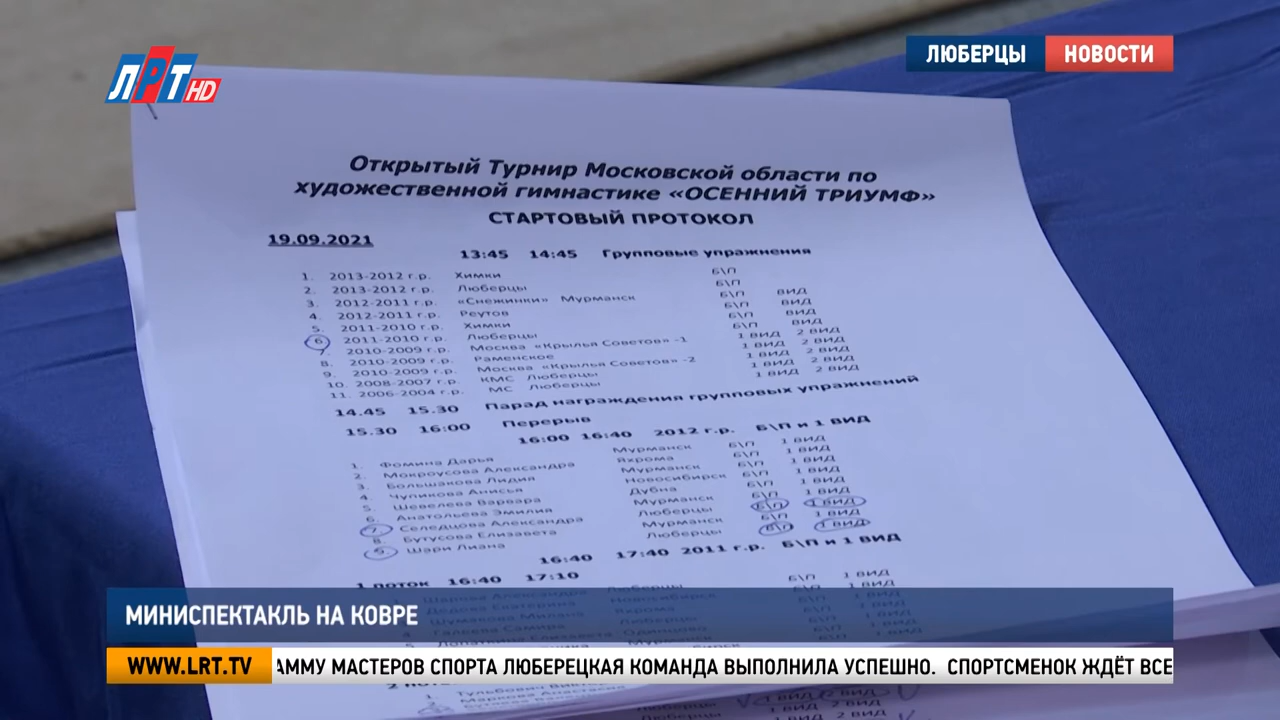 ЛРТ HD
ЛЮБЕРЦЫ НОВОСТИ
Открытый Турнир Московской области по
художественной гимнастике «ОСЕННИЙ ТРИУМФ»
СТАРТОВЫЙ ПРОТОКОЛ
19.09.2021
13:45 14:45 Групповые упражнения
1. 2013-2012 г.р. Химки Б\П
2. 2013-2012 г.р. Люберцы Б\П
3. 2012-2011 г.р. «Снежинки» Мурманск Б\П ВИД
4. 2012-2011 г.р. Реутов Б\П ВИД
5. 2011-2010 г.р. Химки Б\П ВИД
6. 2011-2010 г.р. Люберцы Б\П ВИД
7. 2010-2009 г.р. Москва «Крылья Советов» -1 1 ВИД 2 ВИД
8. 2010-2009 г.р. Раменское 1 ВИД 2 ВИД
9. 2010-2009 г.р. Москва «Крылья Советов» -2 1 ВИД 2 ВИД
10. 2008-2007 г.р. КМС Люберцы 1 ВИД 2 ВИД
11. 2006-2004 г.р. МС Люберцы 1 ВИД 2 ВИД
14.45 15.30 Парад награждения групповых упражнений
15.30 16:00 Перерыв
16:00 16:40 2012 г.р. Б\П и 1 ВИД
1. Фомина Дарья Мурманск Б\П 1 ВИД
2. Мокроусова Александра Яхрома Б\П 1 ВИД
3. Большакова Лидия Мурманск Б\П 1 ВИД
4. Чупикова Анисья Новосибирск Б\П 1 ВИД
5. Шевелева Варвара Дубна Б\П 1 ВИД
6. Анатольева Эмилия Мурманск Б\П 1 ВИД
7. Селедцова Александра Люберцы Б\П 1 ВИД
8. Бутусова Елизавета Мурманск Б\П 1 ВИД
9. Шари Лиана Люберцы Б\П 1 ВИД
16:40 17:40 2011 г.р. Б\П и 1 ВИД
1 поток 16:40 17:10
МИНИСПЕКТАКЛЬ НА КОВРЕ
WWW.LRT.TV АММУ МАСТЕРОВ СПОРТА ЛЮБЕРЕЦКАЯ КОМАНДА ВЫПОЛНИЛА УСПЕШНО. СПОРТСМЕНОК ЖДЁТ ВСЕ
Маркова Анастасия